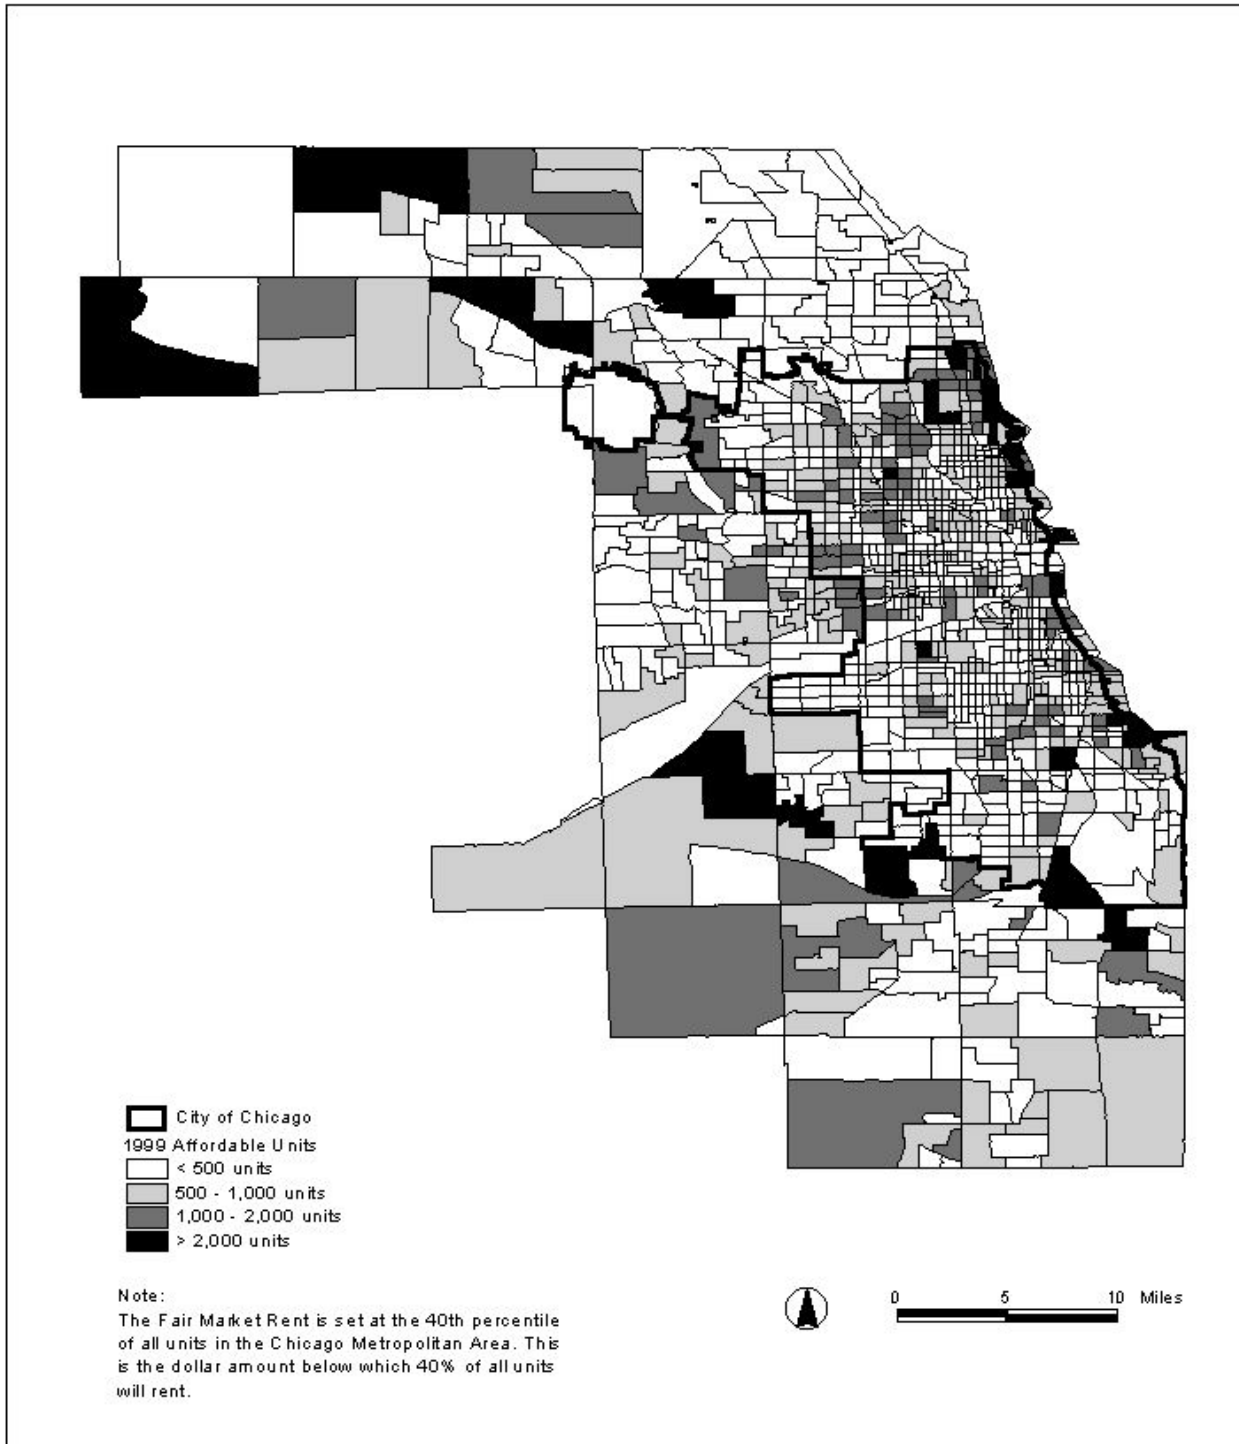 City of Chicago
1999 Affordable Units
< 500 units
500 - 1,000 units
1,000 - 2,000 units
> 2,000 units
Note:
The Fair Market Rent is set at the 40th percentile
of all units in the Chicago Metropolitan Area. This
is the dollar amount below which 40% of all units
will rent.
0 5 10 Miles